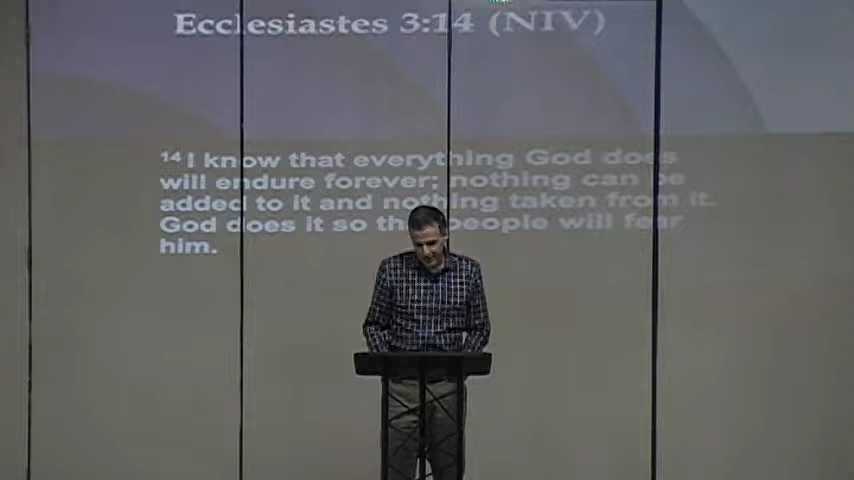 Ecclesiastes 3:14 (NIV)
14 I know that everything God does
will endure forever; nothing can be
added to it and nothing taken from it.
God does it so that people will fear
him.